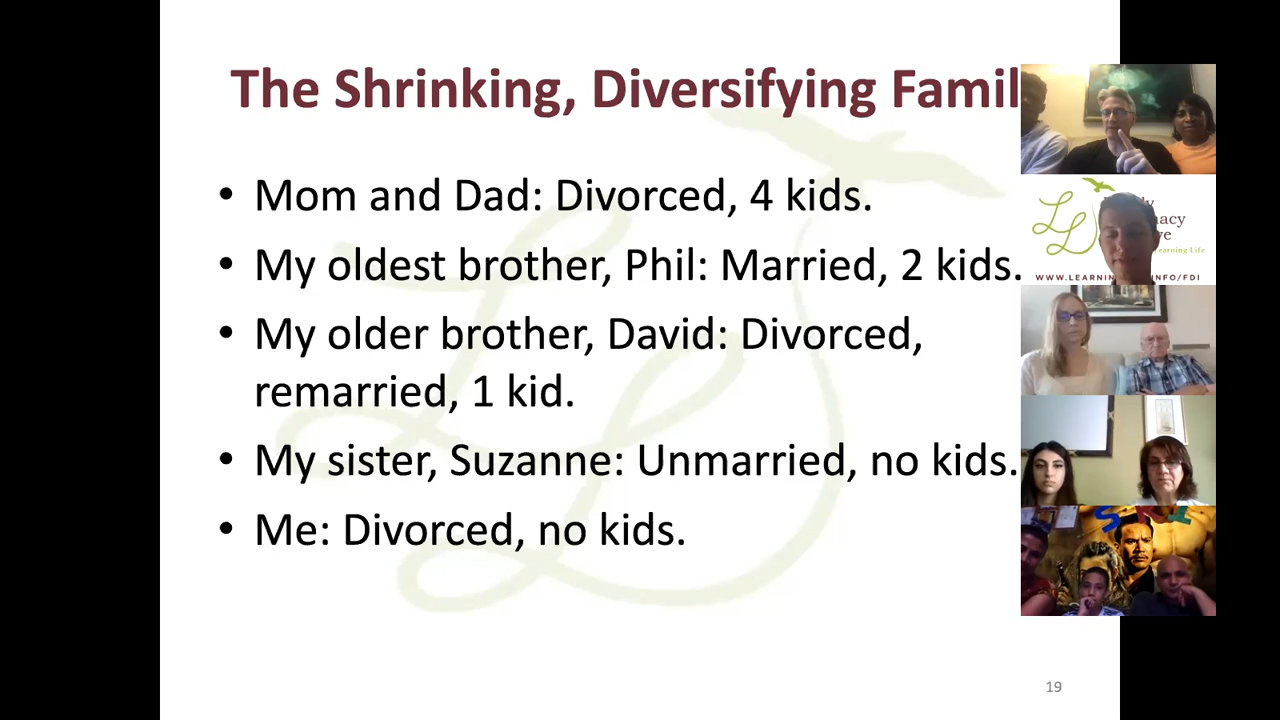 The Shrinking, Diversifying Famil
• Mom and Dad: Divorced, 4 kids.
• My oldest brother, Phil: Married, 2 kids.
• My older brother, David: Divorced,
remarried, 1 kid.
• My sister, Suzanne: Unmarried, no kids.
• Me: Divorced, no kids.
19
WWW.LEARNIN INFO/FDI